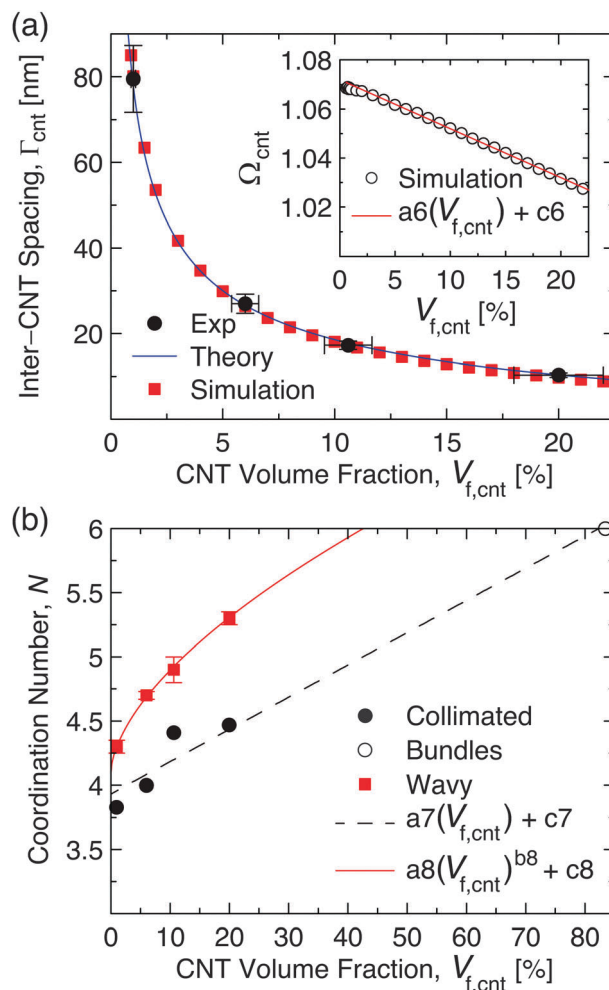 (a)
Inter-CNT Spacing, Γcnt [nm]
80
60
40
20
0
5
10
15
20
CNT Volume Fraction, Vf,cnt [%]
Exp
Theory
Simulation
Ωcnt
1.08
1.06
1.04
1.02
0
5
10
15
20
Vf,cnt [%]
Simulation
a6(Vf,cnt) + c6
(b)
Coordination Number, N
6
5.5
5
4.5
4
3.5
0
10
20
30
40
50
60
70
80
CNT Volume Fraction, Vf,cnt [%]
Collimated
Bundles
Wavy
a7(Vf,cnt) + c7
a8(Vf,cnt)b8 + c8